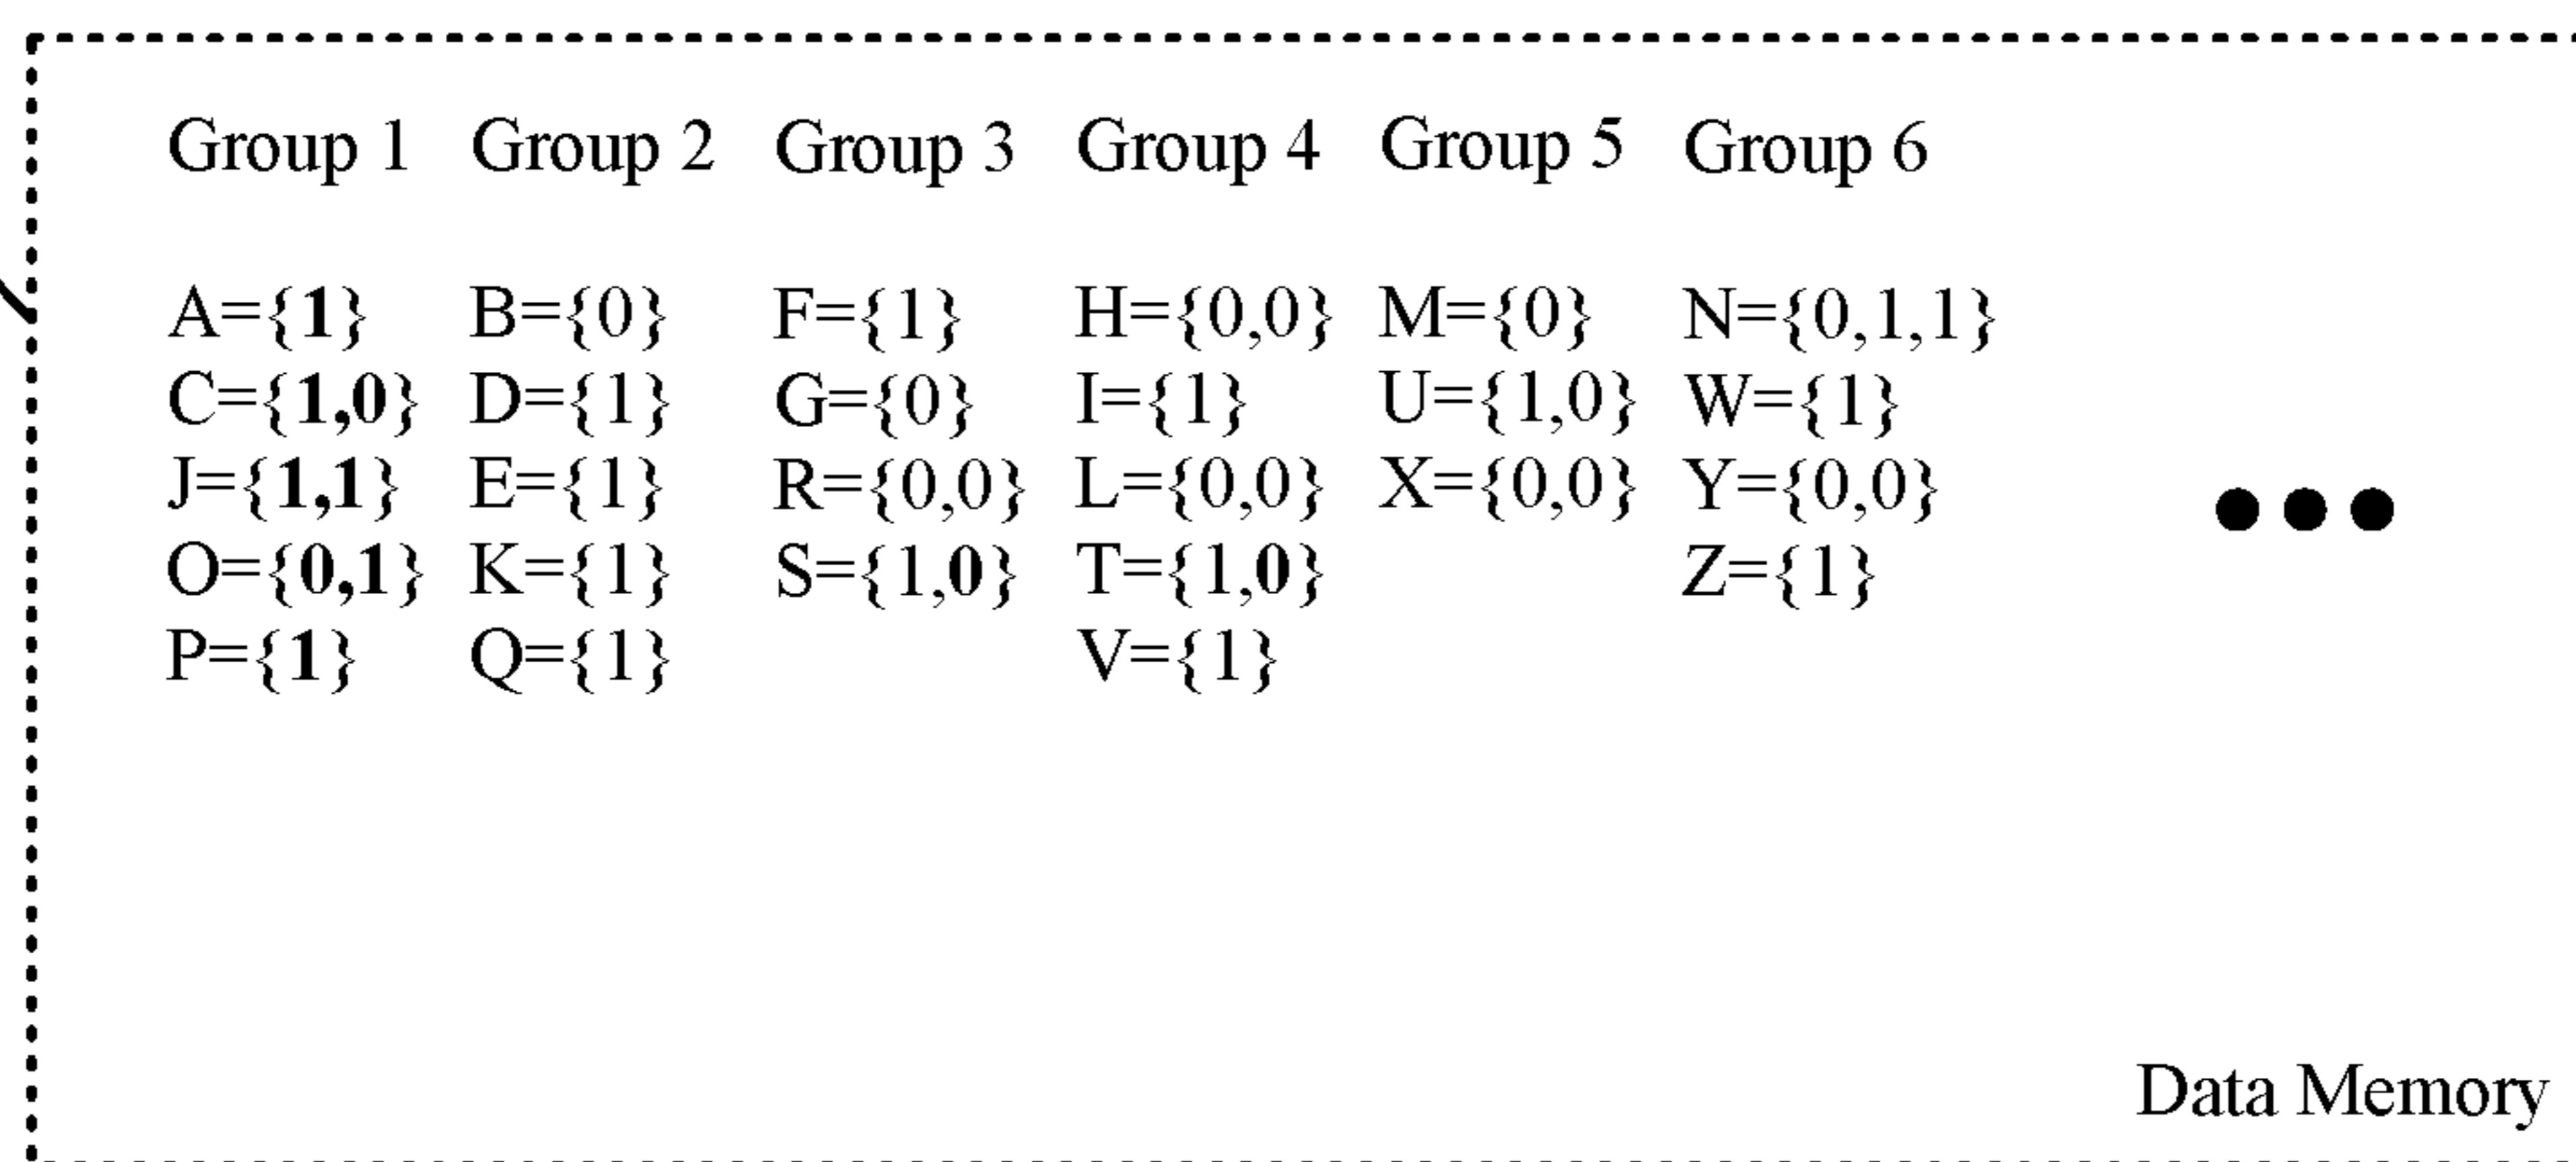 Group 1 Group 2 Group 3 Group 4 Group 5 Group 6
A={1} B={0} F={1} H={0,0} M={0} N={0,1,1}
C={1,0} D={1} G={0} I={1} U={1,0} W={1}
J={1,1} E={1} R={0,0} L={0,0} X={0,0} Y={0,0}
O={0,1} K={1} S={1,0} T={1,0} Z={1}
P={1} Q={1} V={1}
Data Memory